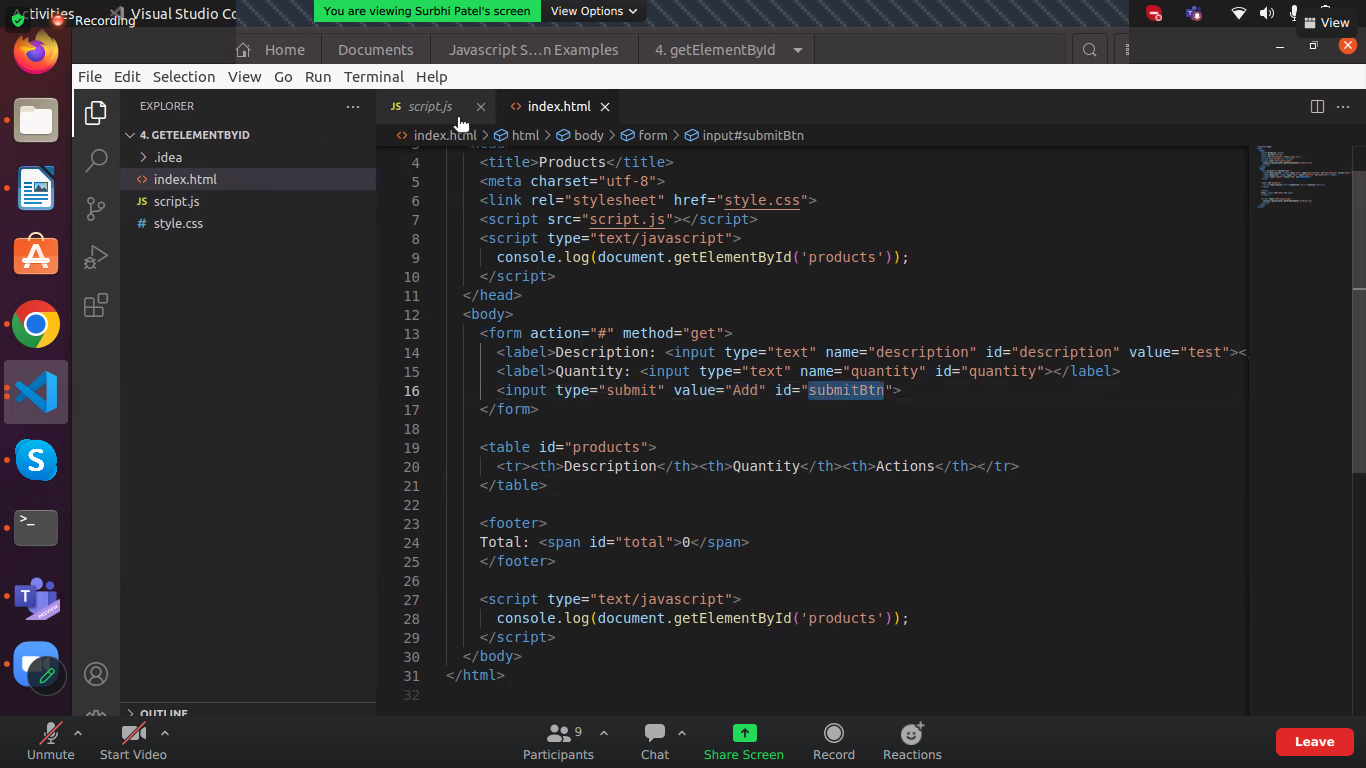 Activities
Visual Studio Co
Recording
You are viewing Surbhi Patel's screen
View Options
View
Home
Documents
Javascript S...n Examples
4. getElementById
File Edit Selection View Go Run Terminal Help
EXPLORER
JS script.js
<> index.html
4. GETELEMENTBYID
<> index.html > html > body > form > input#submitBtn
> .idea
<> index.html
JS script.js
# style.css
4 <title>Products</title>
5 <meta charset="utf-8">
6 <link rel="stylesheet" href="style.css">
7 <script src="script.js"></script>
8 <script type="text/javascript">
9 console.log(document.getElementById('products'));
10 </script>
11 </head>
12 <body>
13 <form action="#" method="get">
14 <label>Description: <input type="text" name="description" id="description" value="test"><
15 <label>Quantity: <input type="text" name="quantity" id="quantity"></label>
16 <input type="submit" value="Add" id="submitBtn">
17 </form>
18
19 <table id="products">
20 <tr><th>Description</th><th>Quantity</th><th>Actions</th></tr>
21 </table>
22
23 <footer>
24 Total: <span id="total">0</span>
25 </footer>
26
27 <script type="text/javascript">
28 console.log(document.getElementById('products'));
29 </script>
30 </body>
31 </html>
32
> OUTLINE
Unmute
Start Video
9
Participants
Chat
Share Screen
Record
Reactions
Leave